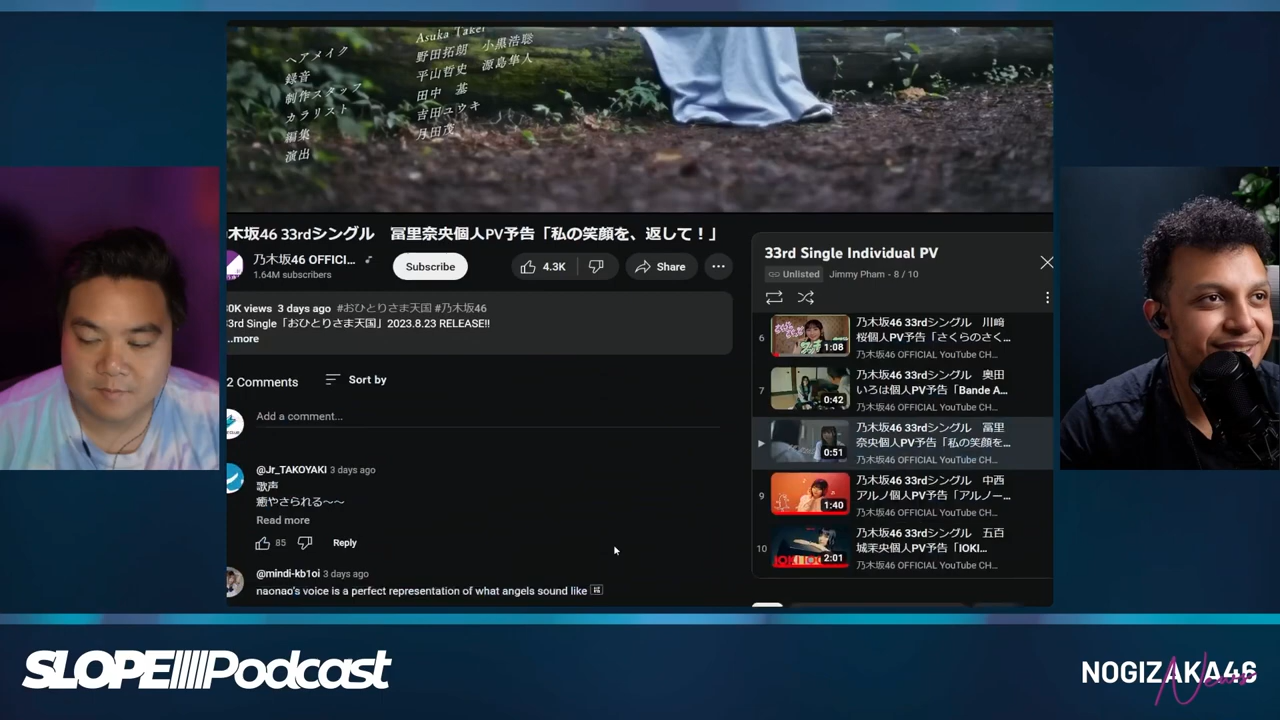 Asuka Takei
ヘアメイク
野田拓朗 小黒浩聡
録音
平山哲史 源島隼人
制作スタッフ
田中 基
カラリスト
吉田ユウキ
編集
月田茂
演出
木坂46 33rdシングル 冨里奈央個人PV予告「私の笑顔を、返して！」
乃木坂46 OFFICI...
1.64M subscribers
Subscribe
4.3K
Share
0K views 3 days ago #おひとりさま天国 #乃木坂46
3rd Single「おひとりさま天国」2023.8.23 RELEASE!!
...more
2 Comments
Sort by
Add a comment...
@Jr_TAKOYAKI 3 days ago
歌声
癒やされる〜〜
Read more
85
Reply
@mindi-kb1oi 3 days ago
naonao's voice is a perfect representation of what angels sound like
33rd Single Individual PV
Unlisted Jimmy Pham - 8 / 10
6
1:08
乃木坂46 33rdシングル 川﨑
桜個人PV予告「さくらのさく...
乃木坂46 OFFICIAL YouTube CH...
7
0:42
乃木坂46 33rdシングル 奥田
いろは個人PV予告「Bande A...
乃木坂46 OFFICIAL YouTube CH...
0:51
乃木坂46 33rdシングル 冨里
奈央個人PV予告「私の笑顔を...
乃木坂46 OFFICIAL YouTube CH...
9
1:40
乃木坂46 33rdシングル 中西
アルノ個人PV予告「アルノー...
乃木坂46 OFFICIAL YouTube CH...
10
IOKI
2:01
乃木坂46 33rdシングル 五百
城茉央個人PV予告「IOKI...
乃木坂46 OFFICIAL YouTube CH...
SLOPE Podcast
NOGIZAKA46
News